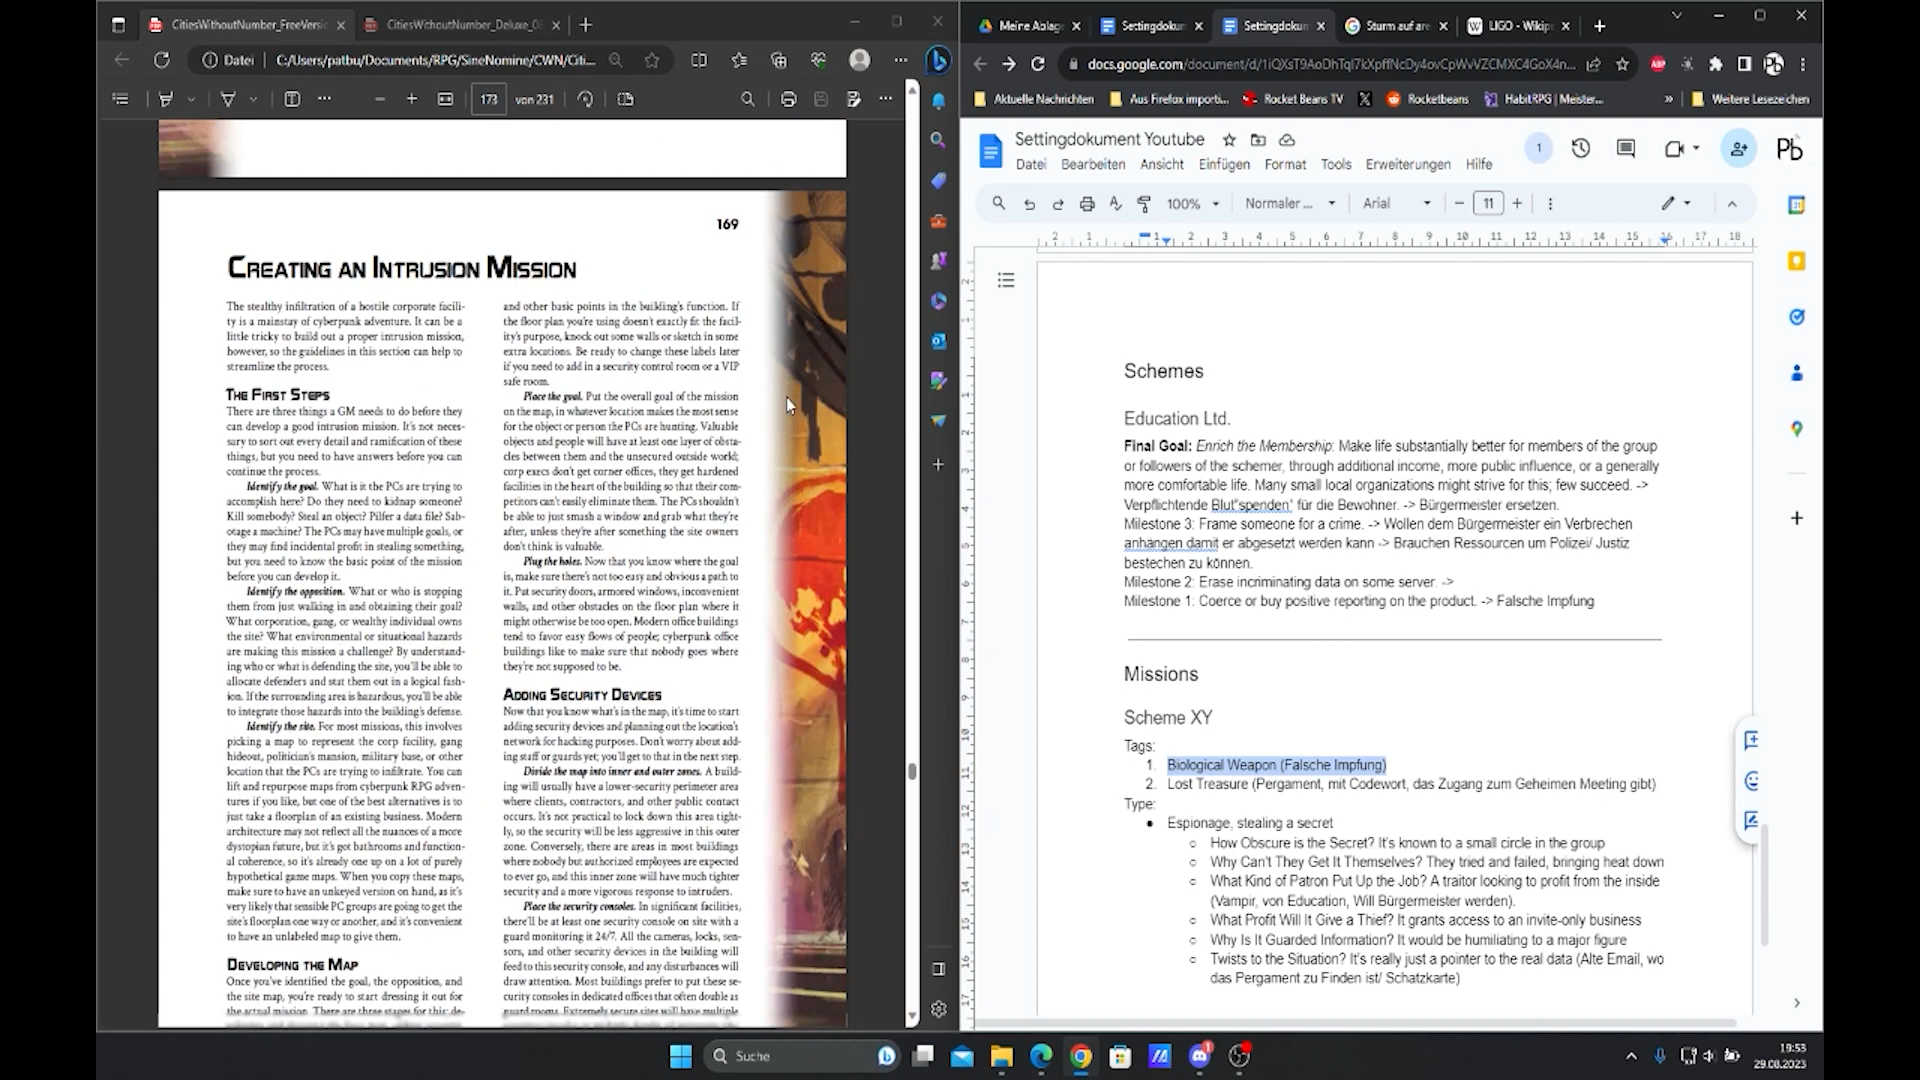 CitiesWithoutNumber_FreeVersi
CitiesWithoutNumber_Deluxe_0
Datei
C:/Users/patbu/Documents/RPG/SineNomine/CWN/Citi...
173
von 231
169
CREATING AN INTRUSION MISSION
The stealthy infiltration of a hostile corporate facili-
ty is a mainstay of cyberpunk adventure. It can be a
little tricky to build out a proper intrusion mission,
however, so the guidelines in this section can help to
streamline the process.
THE FIRST STEPS
There are three things a GM needs to do before they
can develop a good intrusion mission. It's not neces-
sary to sort out every detail and ramification of these
things, but you need to have answers before you can
continue the process.
Identify the goal. What is it the PCs are trying to
accomplish here? Do they need to kidnap someone?
Kill somebody? Steal an object? Pilfer a data file? Sab-
otage a machine? The PCs may have multiple goals, or
they may find incidental profit in stealing something,
but you need to know the basic point of the mission
before you can develop it.
Identify the opposition. What or who is stopping
them from just walking in and obtaining their goal?
What corporation, gang, or wealthy individual owns
the site? What environmental or situational hazards
are making this mission a challenge? By understand-
ing who or what is defending the site, you'll be able to
allocate defenders and stat them out in a logical fash-
ion. If the surrounding area is hazardous, you'll be able
to integrate those hazards into the building's defense.
Identify the site. For most missions, this involves
picking a map to represent the corp facility, gang
hideout, politician's mansion, military base, or other
location that the PCs are trying to infiltrate. You can
lift and repurpose maps from cyberpunk RPG adven-
tures if you like, but one of the best alternatives is to
just take a floorplan of an existing business. Modern
architecture may not reflect all the nuances of a more
dystopian future, but it's got bathrooms and function-
al coherence, so it's already one up on a lot of purely
hypothetical game maps. When you copy these maps,
make sure to have an unkeyed version on hand, as it's
very likely that sensible PC groups are going to get the
site's floorplan one way or another, and it's convenient
to have an unlabeled map to give them.
DEVELOPING THE MAP
Once you've identified the goal, the opposition, and
the site map, you're ready to start dressing it out for
the actual mission. There are three stages for this: de-
and other basic points in the building's function. If
the floor plan you're using doesn't exactly fit the facil-
ity's purpose, knock out some walls or sketch in some
extra locations. Be ready to change these labels later
if you need to add in a security control room or a VIP
safe room.
Place the goal. Put the overall goal of the mission
on the map, in whatever location makes the most sense
for the object or person the PCs are hunting. Valuable
objects and people will have at least one layer of obsta-
cles between them and the unsecured outside world;
corp execs don't get corner offices, they get hardened
facilities in the heart of the building so that their com-
petitors can't easily eliminate them. The PCs shouldn't
be able to just smash a window and grab what they're
after, unless they're after something the site owners
don't think is valuable.
Plug the holes. Now that you know where the goal
is, make sure there's not too easy and obvious a path to
it. Put security doors, armored windows, inconvenient
walls, and other obstacles on the floor plan where it
might otherwise be too open. Modern office buildings
tend to favor easy flows of people; cyberpunk office
buildings like to make sure that nobody goes where
they're not supposed to be.
ADDING SECURITY DEVICES
Now that you know what's in the map, it's time to start
adding security devices and planning out the location's
network for hacking purposes. Don't worry about add-
ing staff or guards yet; you'll get to that in the next step.
Divide the map into inner and outer zones. A build-
ing will usually have a lower-security perimeter area
where clients, contractors, and other public contact
occurs. It's not practical to lock down this area tight-
ly, so the security will be less aggressive in this outer
zone. Conversely, there are areas in most buildings
where nobody but authorized employees are expected
to ever go, and this inner zone will have much tighter
security and a more vigorous response to intruders.
Place the security consoles. In significant facilities,
there'll be at least one security console on site with a
guard monitoring it 24/7. All the cameras, locks, sen-
sors, and other security devices in the building will
feed to this security console, and any disturbances will
draw attention. Most buildings prefer to put these se-
curity consoles in dedicated offices that often double as
guard rooms. Extremely secure sites will have multiple
Meine Ablag
Settingdokum
Settingdokum
Sturm auf are
LIGO - Wikip
docs.google.com/document/d/1iQXsT9AoDhTqI7kXpffNcDy4ovCpWvVZCMXC4GoX4n...
Aktuelle Nachrichten
Aus Firefox importi...
Rocket Beans TV
Rocketbeans
HabitRPG | Meister...
Weitere Lesezeichen
Settingdokument Youtube
Datei Bearbeiten Ansicht Einfügen Format Tools Erweiterungen Hilfe
1
Pb
100%
Normaler ...
Arial
11
2 1 1 2 3 4 5 6 7 8 9 10 11 12 13 14 15 16 17 18
Schemes
Education Ltd.
Final Goal: Enrich the Membership: Make life substantially better for members of the group
or followers of the schemer, through additional income, more public influence, or a generally
more comfortable life. Many small local organizations might strive for this; few succeed. ->
Verpflichtende Blut"spenden" für die Bewohner. -> Bürgermeister ersetzen.
Milestone 3: Frame someone for a crime. -> Wollen dem Bürgermeister ein Verbrechen
anhängen damit er abgesetzt werden kann -> Brauchen Ressourcen um Polizei/ Justiz
bestechen zu können.
Milestone 2: Erase incriminating data on some server. ->
Milestone 1: Coerce or buy positive reporting on the product. -> Falsche Impfung
Missions
Scheme XY
Tags:
1. Biological Weapon (Falsche Impfung)
2. Lost Treasure (Pergament, mit Codewort, das Zugang zum Geheimen Meeting gibt)
Type:
● Espionage, stealing a secret
○ How Obscure is the Secret? It's known to a small circle in the group
○ Why Can't They Get It Themselves? They tried and failed, bringing heat down
○ What Kind of Patron Put Up the Job? A traitor looking to profit from the inside
(Vampir, von Education, Will Bürgermeister werden).
○ What Profit Will It Give a Thief? It grants access to an invite-only business
○ Why Is It Guarded Information? It would be humiliating to a major figure
○ Twists to the Situation? It's really just a pointer to the real data (Alte Email, wo
das Pergament zu Finden ist/ Schatzkarte)
Suche
19:53
29.08.2023